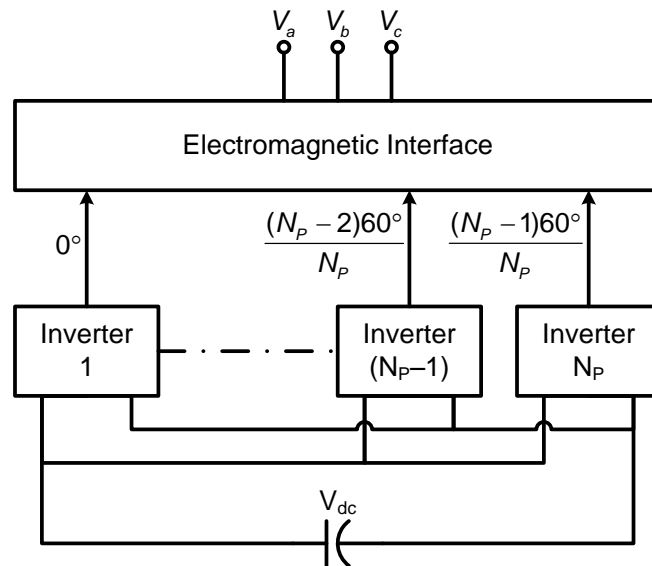 Vₐ V_b V_c
Electromagnetic Interface
0° (N_P − 2)60° (N_P − 1)60°
N_P N_P
Inverter Inverter Inverter
1 (N_P–1) N_P
V_dc